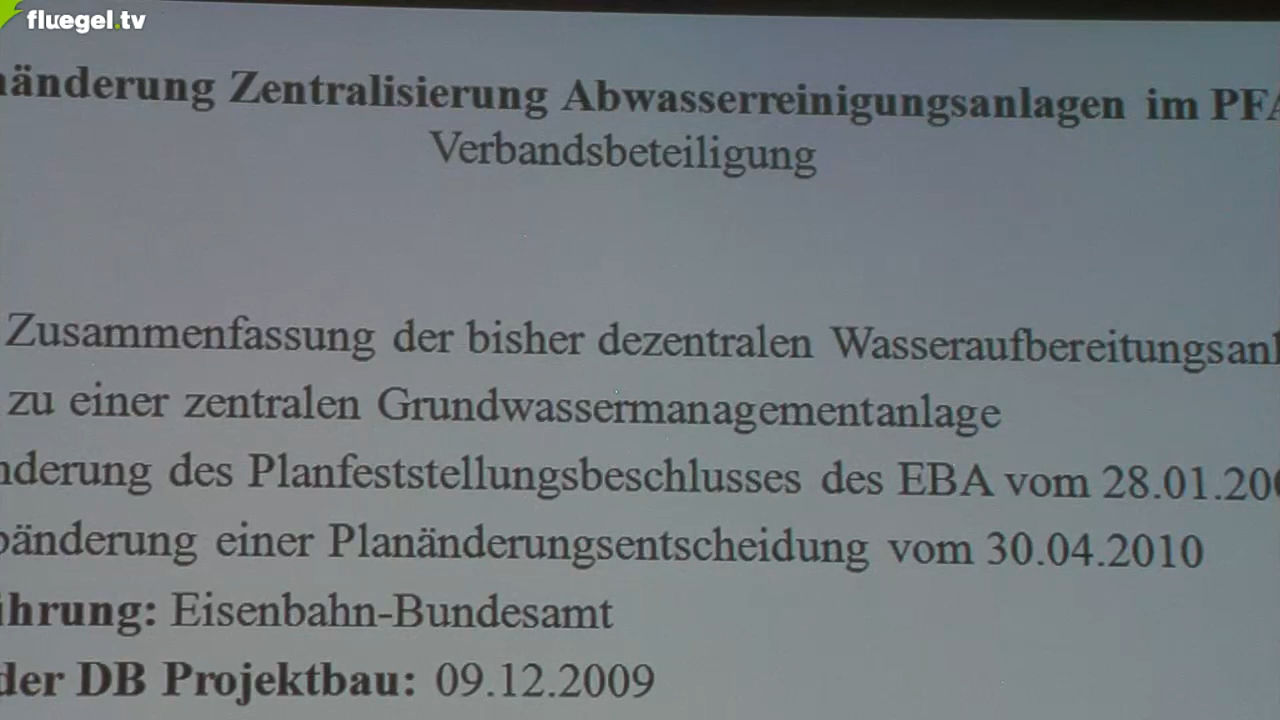 fluegel.tv
Zentralisierung Abwasserreinigungsanlagen im
Verbandsbeteiligung
Zusammenfassung der bisher dezentralen
zu einer zentralen Grundwassermanagementanlage
des Planfeststellungsbeschlusses des EBA vom
einer Planänderungsentscheidung vom 30.04.2010
Eisenbahn-Bundesamt
der DB Projektbau: 09.12.2009